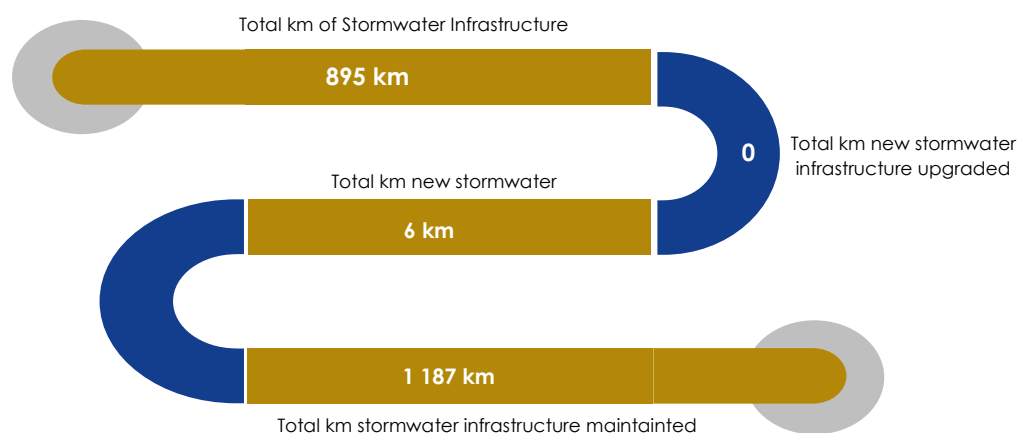 Total km of Stormwater Infrastructure
895 km
0
Total km new stormwater
infrastructure upgraded
Total km new stormwater
6 km
1 187 km
Total km stormwater infrastructure maintainted